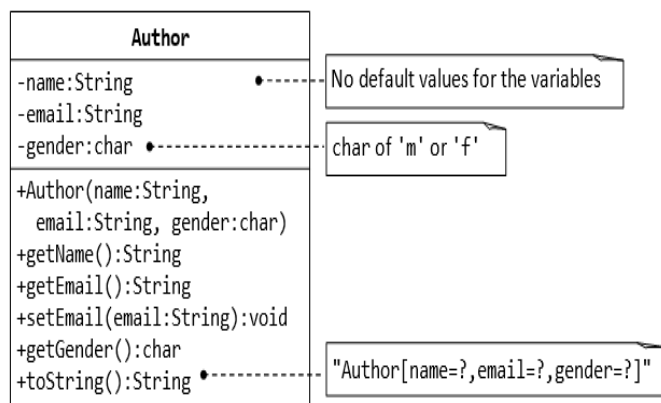 Author
-name:String
No default values for the variables
-email:String
-gender:char
char of 'm' or 'f'
+Author(name:String,
email:String, gender:char)
+getName():String
+getEmail():String
+setEmail(email:String):void
+getGender():char
+toString():String
"Author[name=?,email=?,gender=?]"